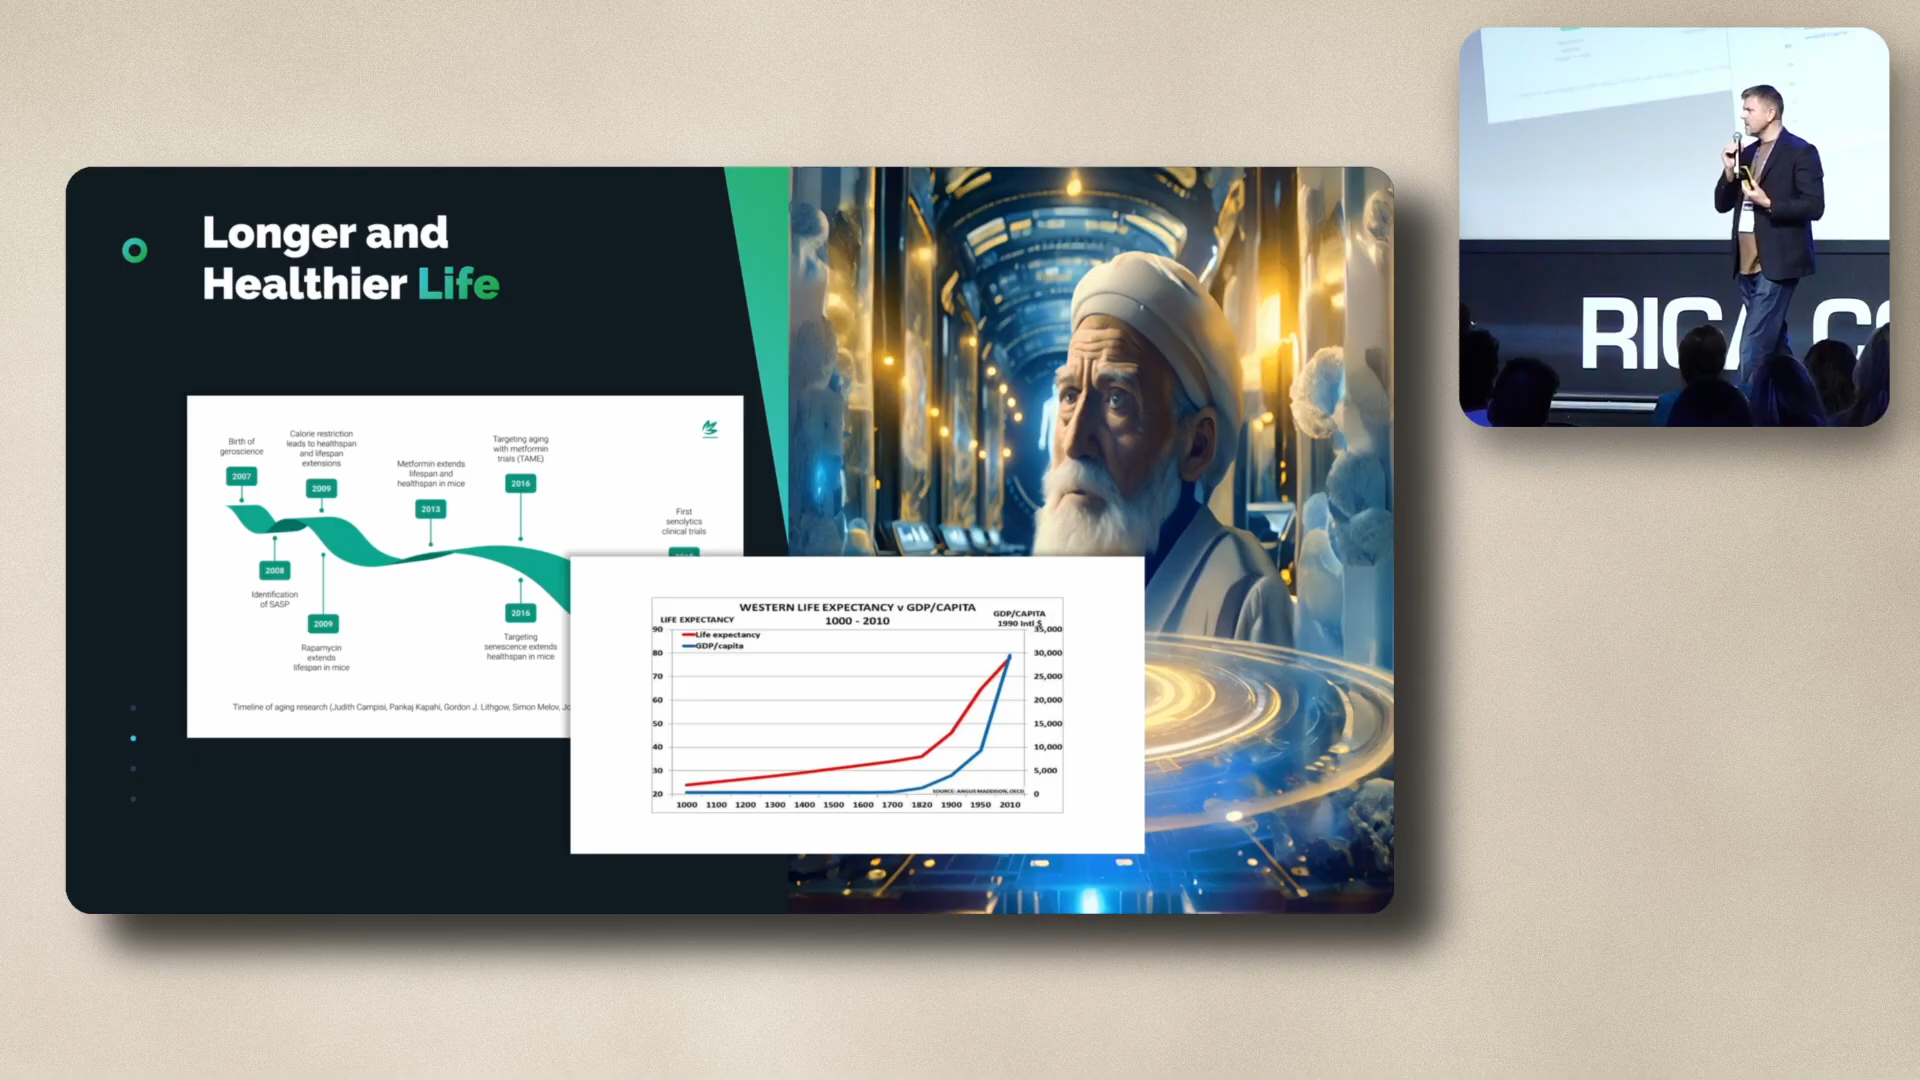 Longer and
Healthier Life
Birth of
geroscience
2007
Calorie restriction
leads to healthspan
and lifespan
extensions
2009
Metformin extends
lifespan and
healthspan in mice
2013
Targeting aging
with metformin
trials (TAME)
2016
First
senolytics
clinical trials
2008
Identification
of SASP
2009
Rapamycin
extends
lifespan in mice
2016
Targeting
senescence extends
healthspan in mice
Timeline of aging research (Judith Campisi, Pankaj Kapahi, Gordon J. Lithgow, Simon Melov, Jo
WESTERN LIFE EXPECTANCY v GDP/CAPITA
1000 - 2010
LIFE EXPECTANCY
GDP/CAPITA
1990 Intl $
Life expectancy
GDP/capita
90
80
70
60
50
40
30
20
35,000
30,000
25,000
20,000
15,000
10,000
5,000
0
SOURCE: ANGUS MADDISON, OECD
1000 1100 1200 1300 1400 1500 1600 1700 1820 1900 1950 2010
RICA CO